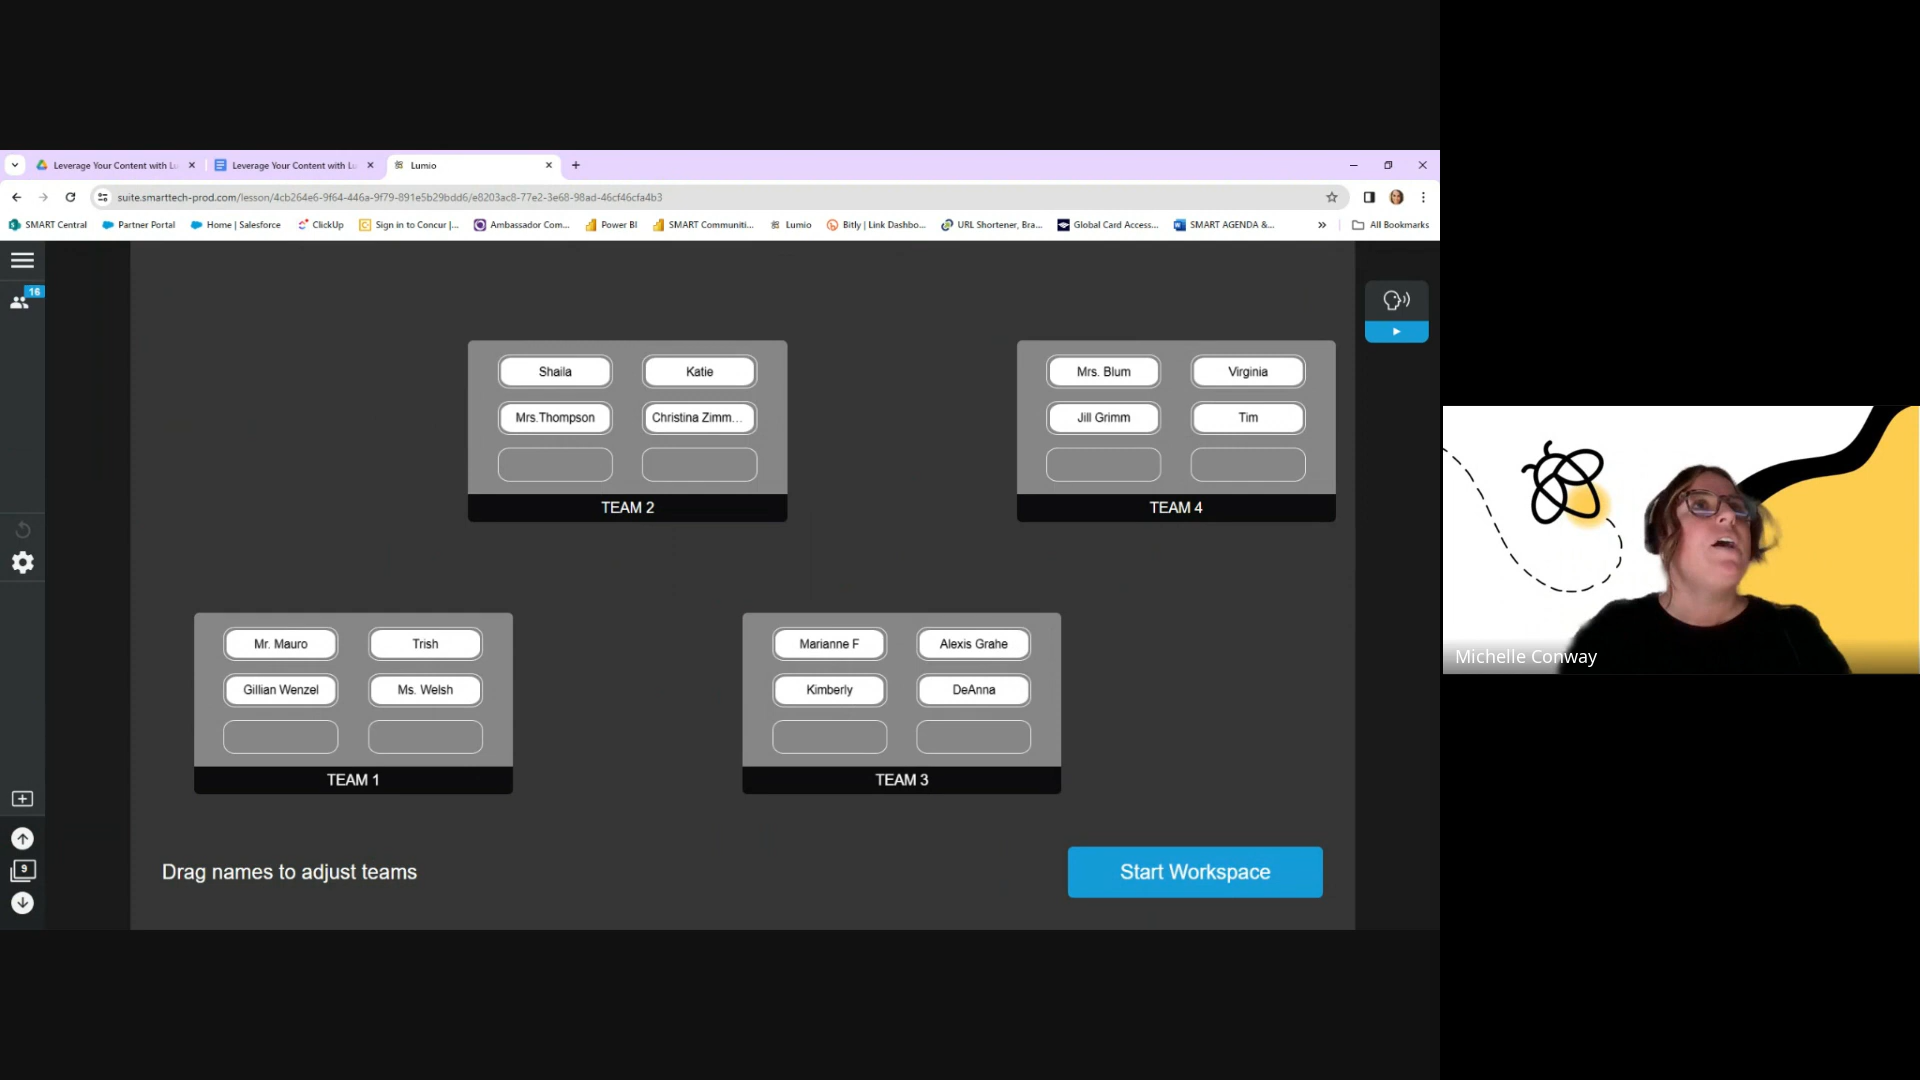 Leverage Your Content with Lu
Leverage Your Content with Lu
Lumio
suite.smarttech-prod.com/lesson/4cb264e6-9f64-446a-9f79-891e5b29bdd6/e8203ac8-77e2-3e68-98ad-46cf46cfa4b3
SMART Central
Partner Portal
Home | Salesforce
ClickUp
Sign in to Concur |...
Ambassador Com...
Power BI
SMART Communiti...
Lumio
Bitly | Link Dashbo...
URL Shortener, Bra...
Global Card Access...
SMART AGENDA &...
All Bookmarks
16
Shaila
Katie
Mrs.Thompson
Christina Zimm...
TEAM 2
Mrs. Blum
Virginia
Jill Grimm
Tim
TEAM 4
Mr. Mauro
Trish
Gillian Wenzel
Ms. Welsh
TEAM 1
Marianne F
Alexis Grahe
Kimberly
DeAnna
TEAM 3
9
Drag names to adjust teams
Start Workspace
Michelle Conway